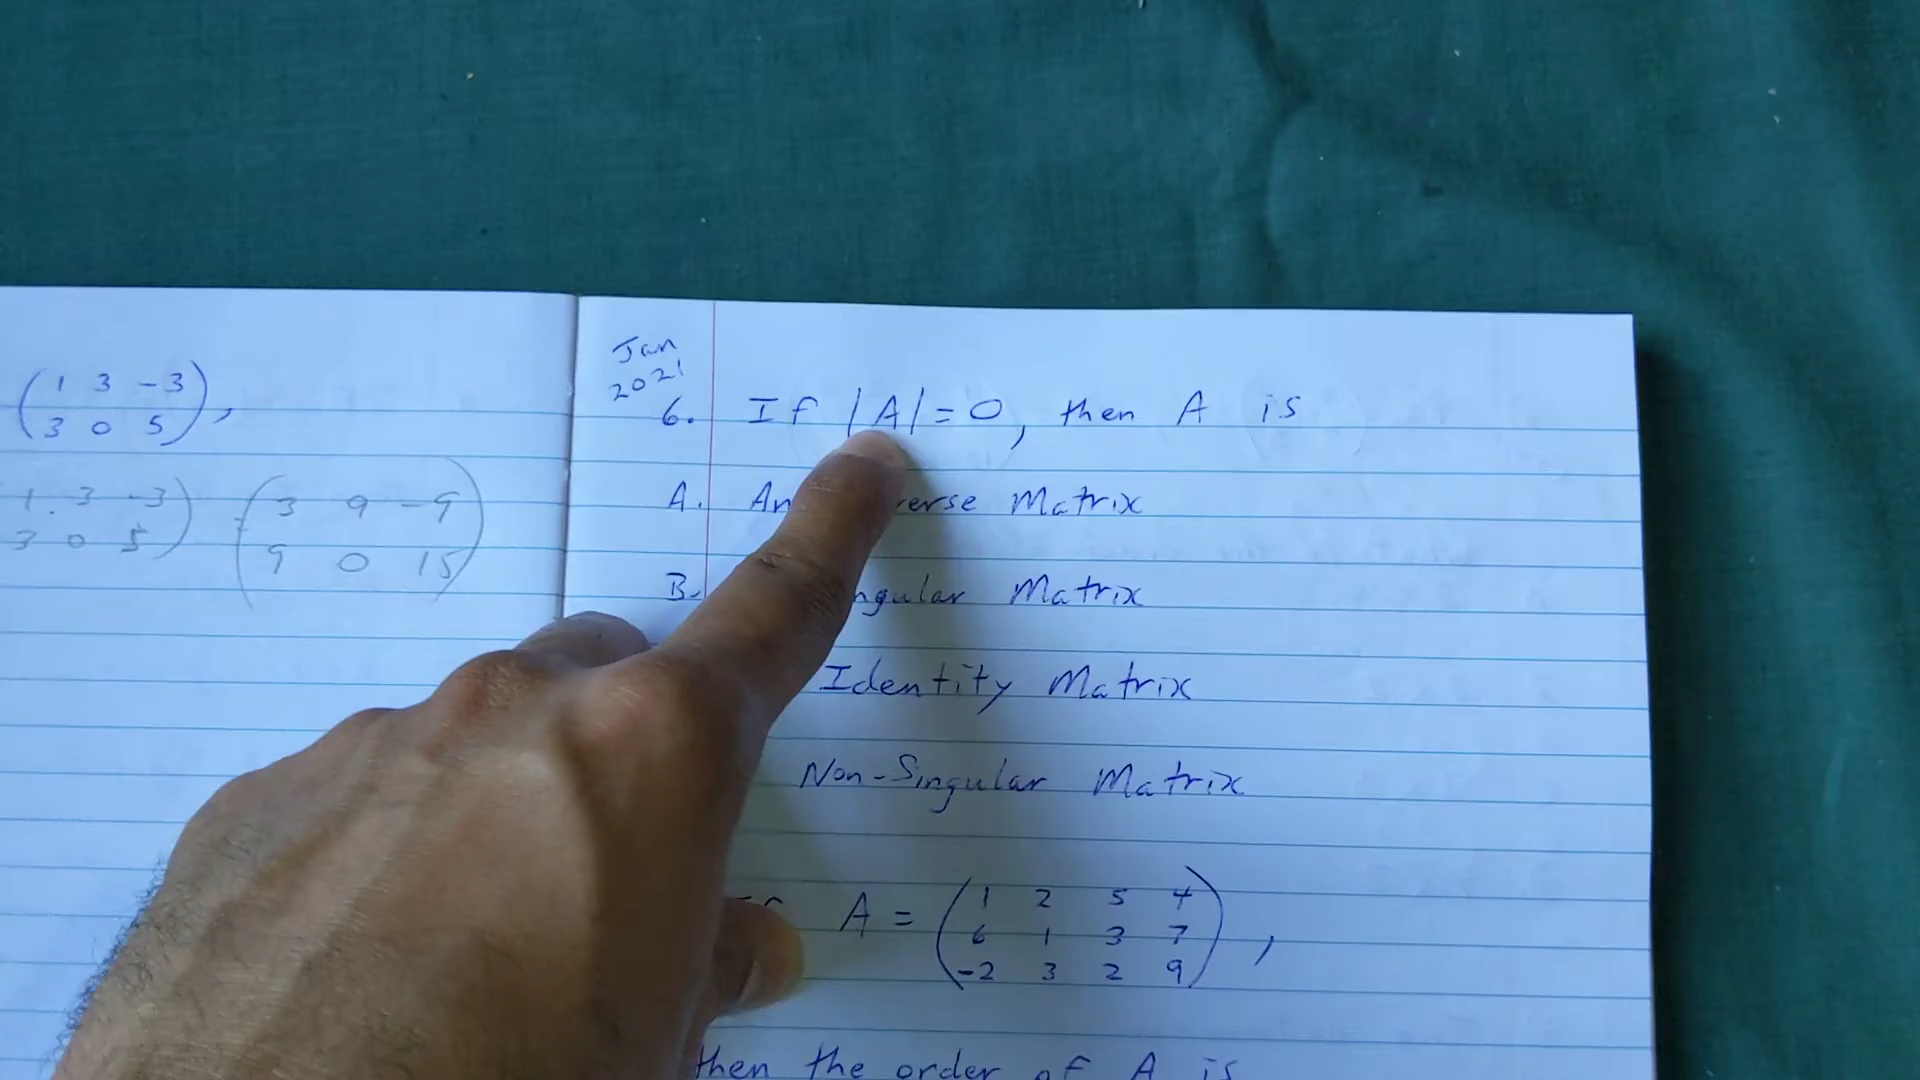 1 3 -3
3 0 5 ,
1 3 -3
3 0 5
= 3 9 -9
9 0 15
Jan
2021
6. If |A| = 0, then A is
A. Matrix
B. Matrix
Identity Matrix
Non-Singular Matrix
A = 1 2 5 4
6 1 3 7
-2 3 2 9 ,
then the order of A is